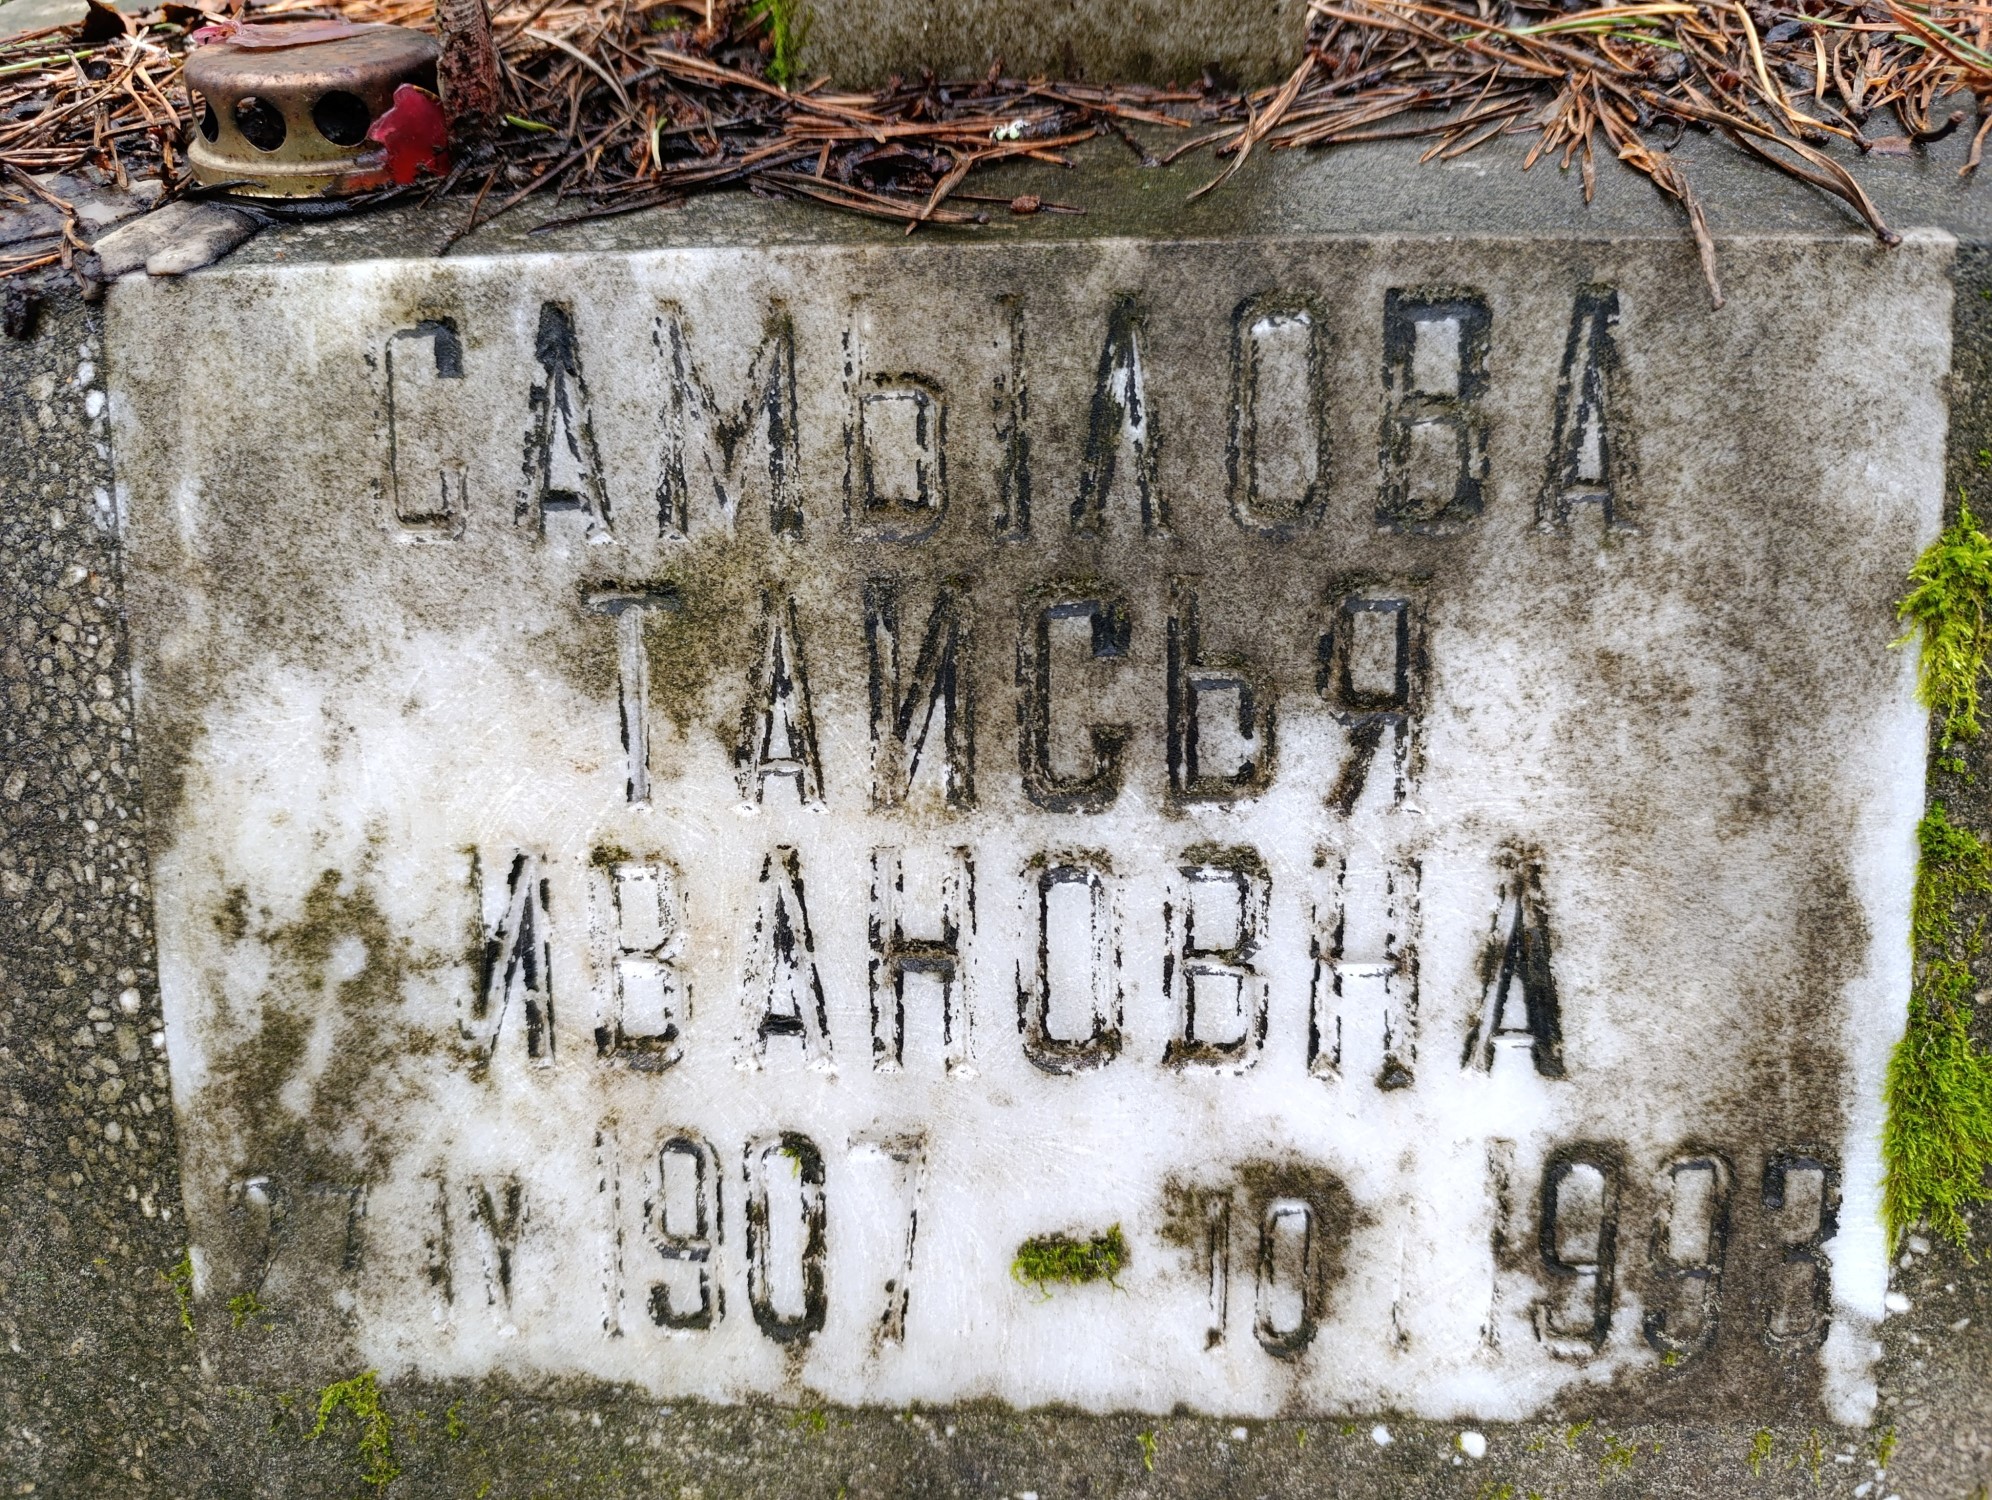 САМЫЛОВА
ТАИСЬЯ
ИВАНОВНА
27 IV 1907 - 10 I 1993